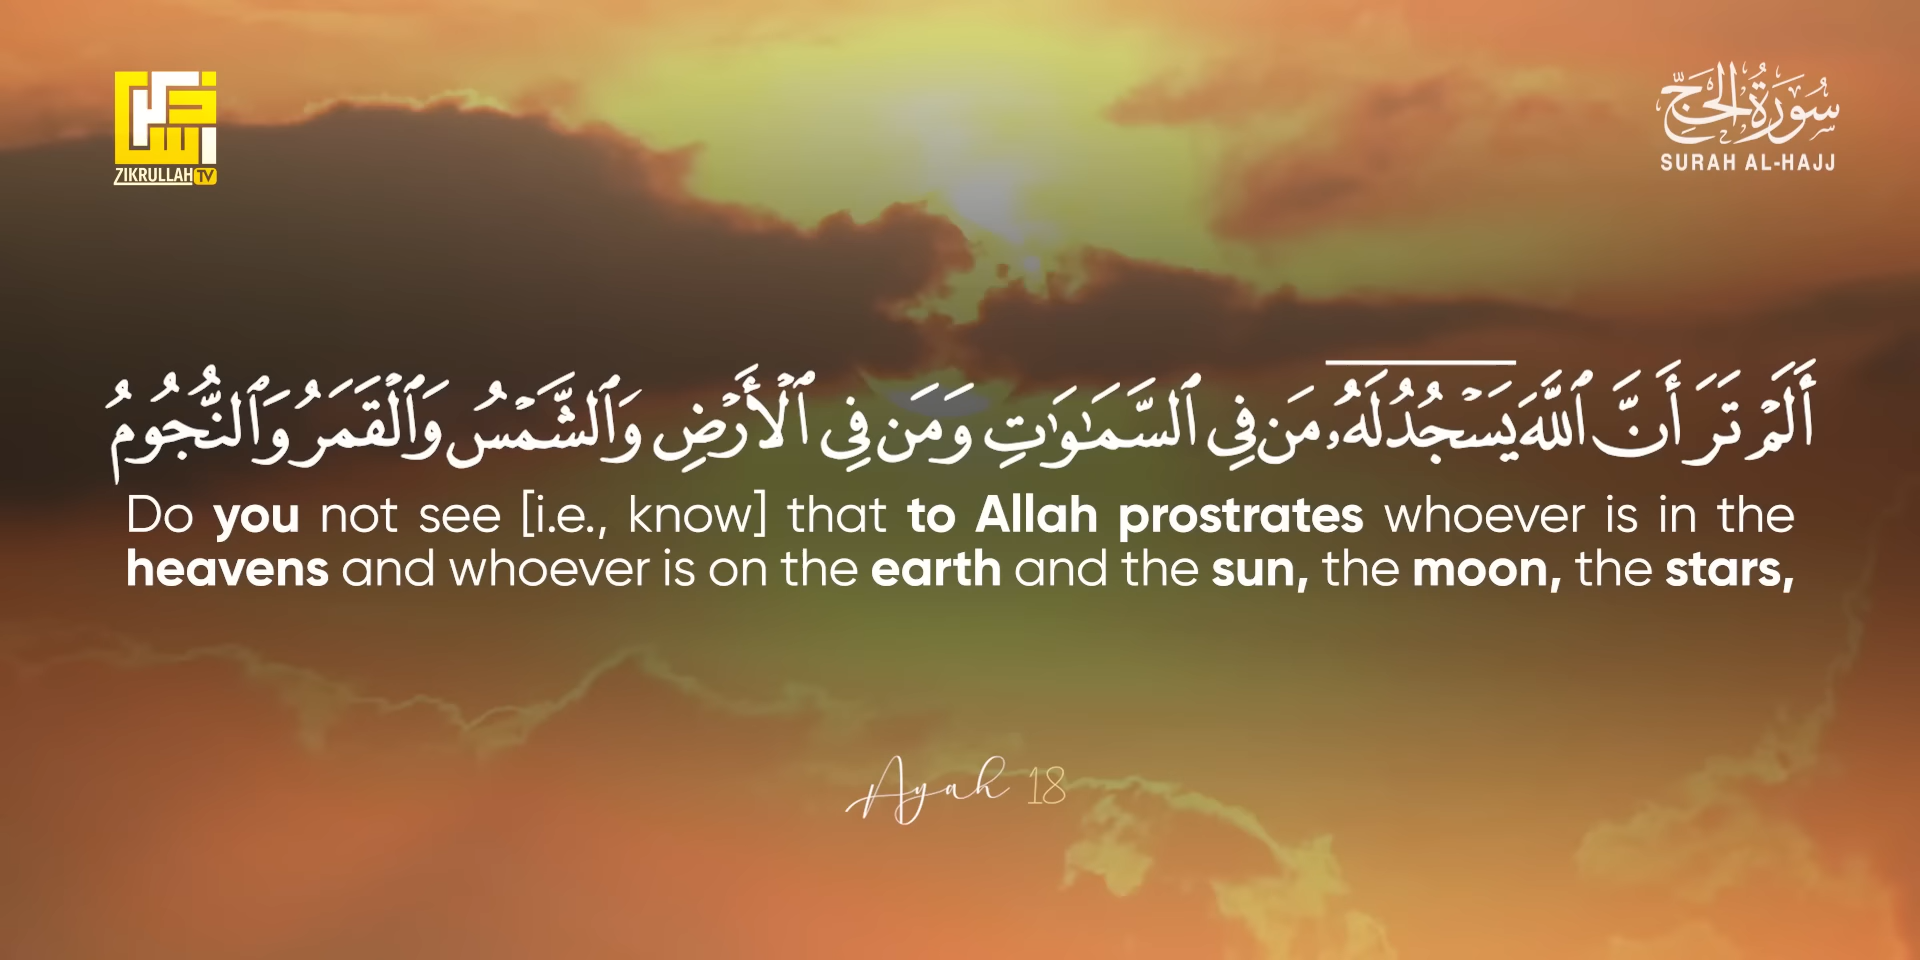 ZIKRULLAH TV
سُورَةُ الْحَجِّ
SURAH AL-HAJJ
أَلَمْ تَرَ أَنَّ ٱللَّهَ يَسْجُدُ لَهُۥ مَن فِى ٱلسَّمَـٰوَٰتِ وَمَن فِى ٱلْأَرْضِ وَٱلشَّمْسُ وَٱلْقَمَرُ وَٱلنُّجُومُ
Do you not see [i.e., know] that to Allah prostrates whoever is in the
heavens and whoever is on the earth and the sun, the moon, the stars,
Ayah 18